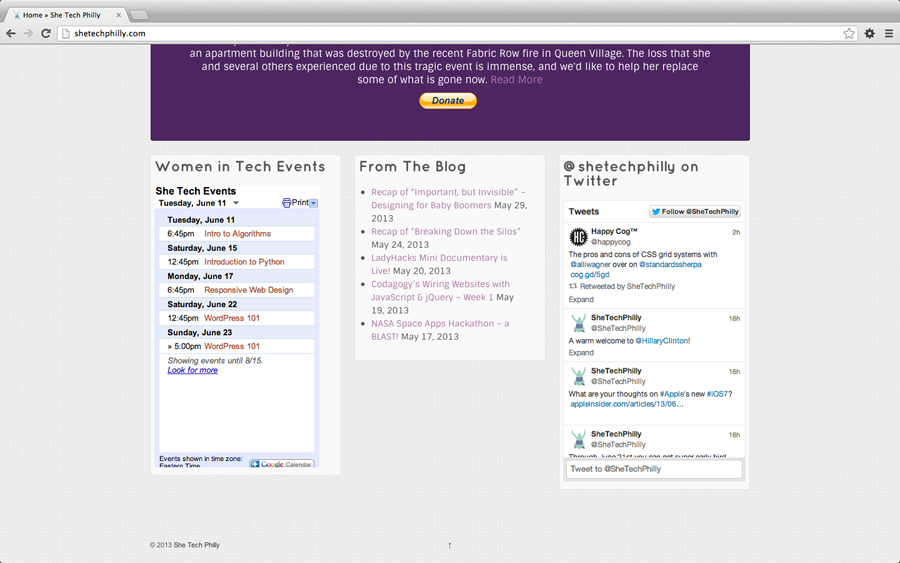 Home » She Tech Philly
shetechphilly.com
an apartment building that was destroyed by the recent Fabric Row fire in Queen Village. The loss that she
and several others experienced due to this tragic event is immense, and we'd like to help her replace
some of what is gone now. Read More
Donate
Women in Tech Events
She Tech Events
Tuesday, June 11 Print
Tuesday, June 11
6:45pm Intro to Algorithms
Saturday, June 15
12:45pm Introduction to Python
Monday, June 17
6:45pm Responsive Web Design
Saturday, June 22
12:45pm WordPress 101
Sunday, June 23
» 5:00pm WordPress 101
Showing events until 8/15.
Look for more
Events shown in time zone:
Eastern Time
Google Calendar
From The Blog
Recap of “Important, but Invisible” –
Designing for Baby Boomers May 29,
2013
Recap of “Breaking Down the Silos”
May 24, 2013
LadyHacks Mini Documentary is
Live! May 20, 2013
Codagogy’s Wiring Websites with
JavaScript & jQuery – Week 1 May
19, 2013
NASA Space Apps Hackathon – a
BLAST! May 17, 2013
@shetechphilly on
Twitter
Tweets Follow @SheTechPhilly
HC Happy Cog™ 2h
@happycog
The pros and cons of CSS grid systems with
@alliwagner over on @standardssherpa
cog.gd/5gd
Retweeted by SheTechPhilly
Expand
SheTechPhilly 16h
@SheTechPhilly
A warm welcome to @HillaryClinton!
Expand
SheTechPhilly 16h
@SheTechPhilly
What are your thoughts on #Apple's new #iOS7?
appleinsider.com/articles/13/06…
SheTechPhilly 16h
@SheTechPhilly
Through June 21st you can get super early bird
Tweet to @SheTechPhilly
© 2013 She Tech Philly ↑